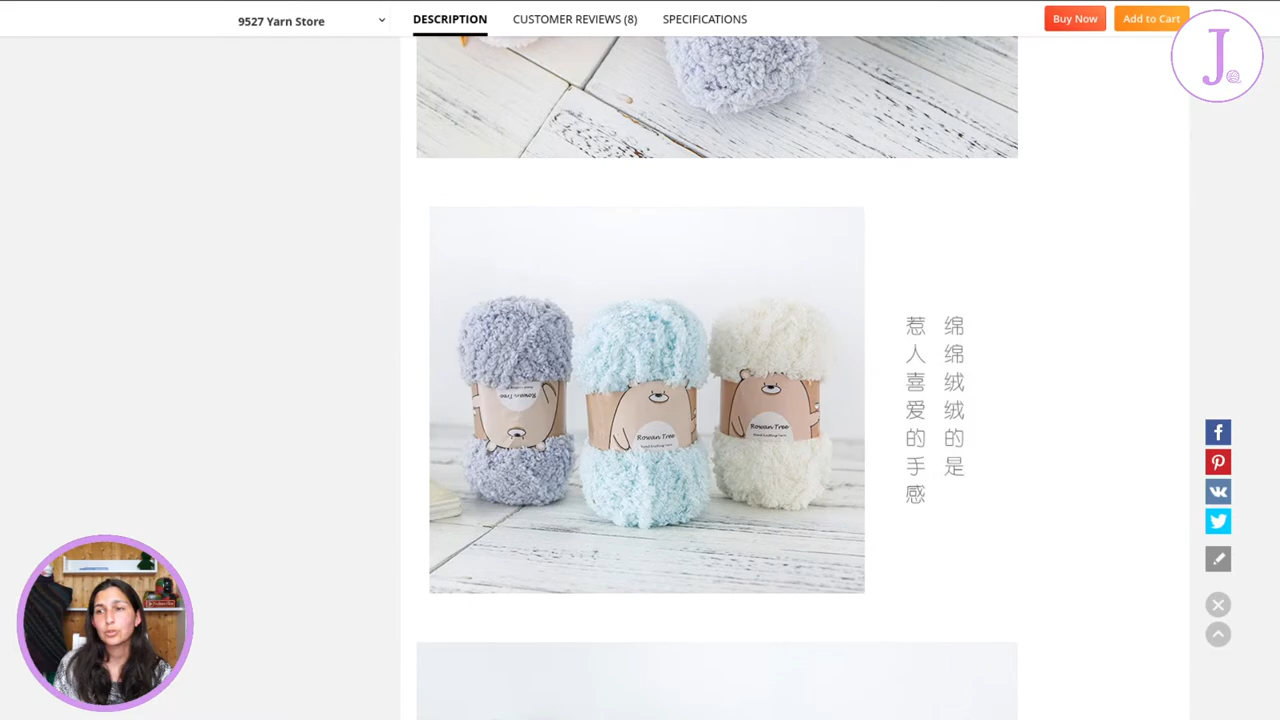 9527 Yarn Store
DESCRIPTION
CUSTOMER REVIEWS (8)
SPECIFICATIONS
Buy Now
Add to Cart
J
绵绵绒绒的是
惹人喜爱的手感
Rowan Tree
Rowan Tree
Rowan Tree